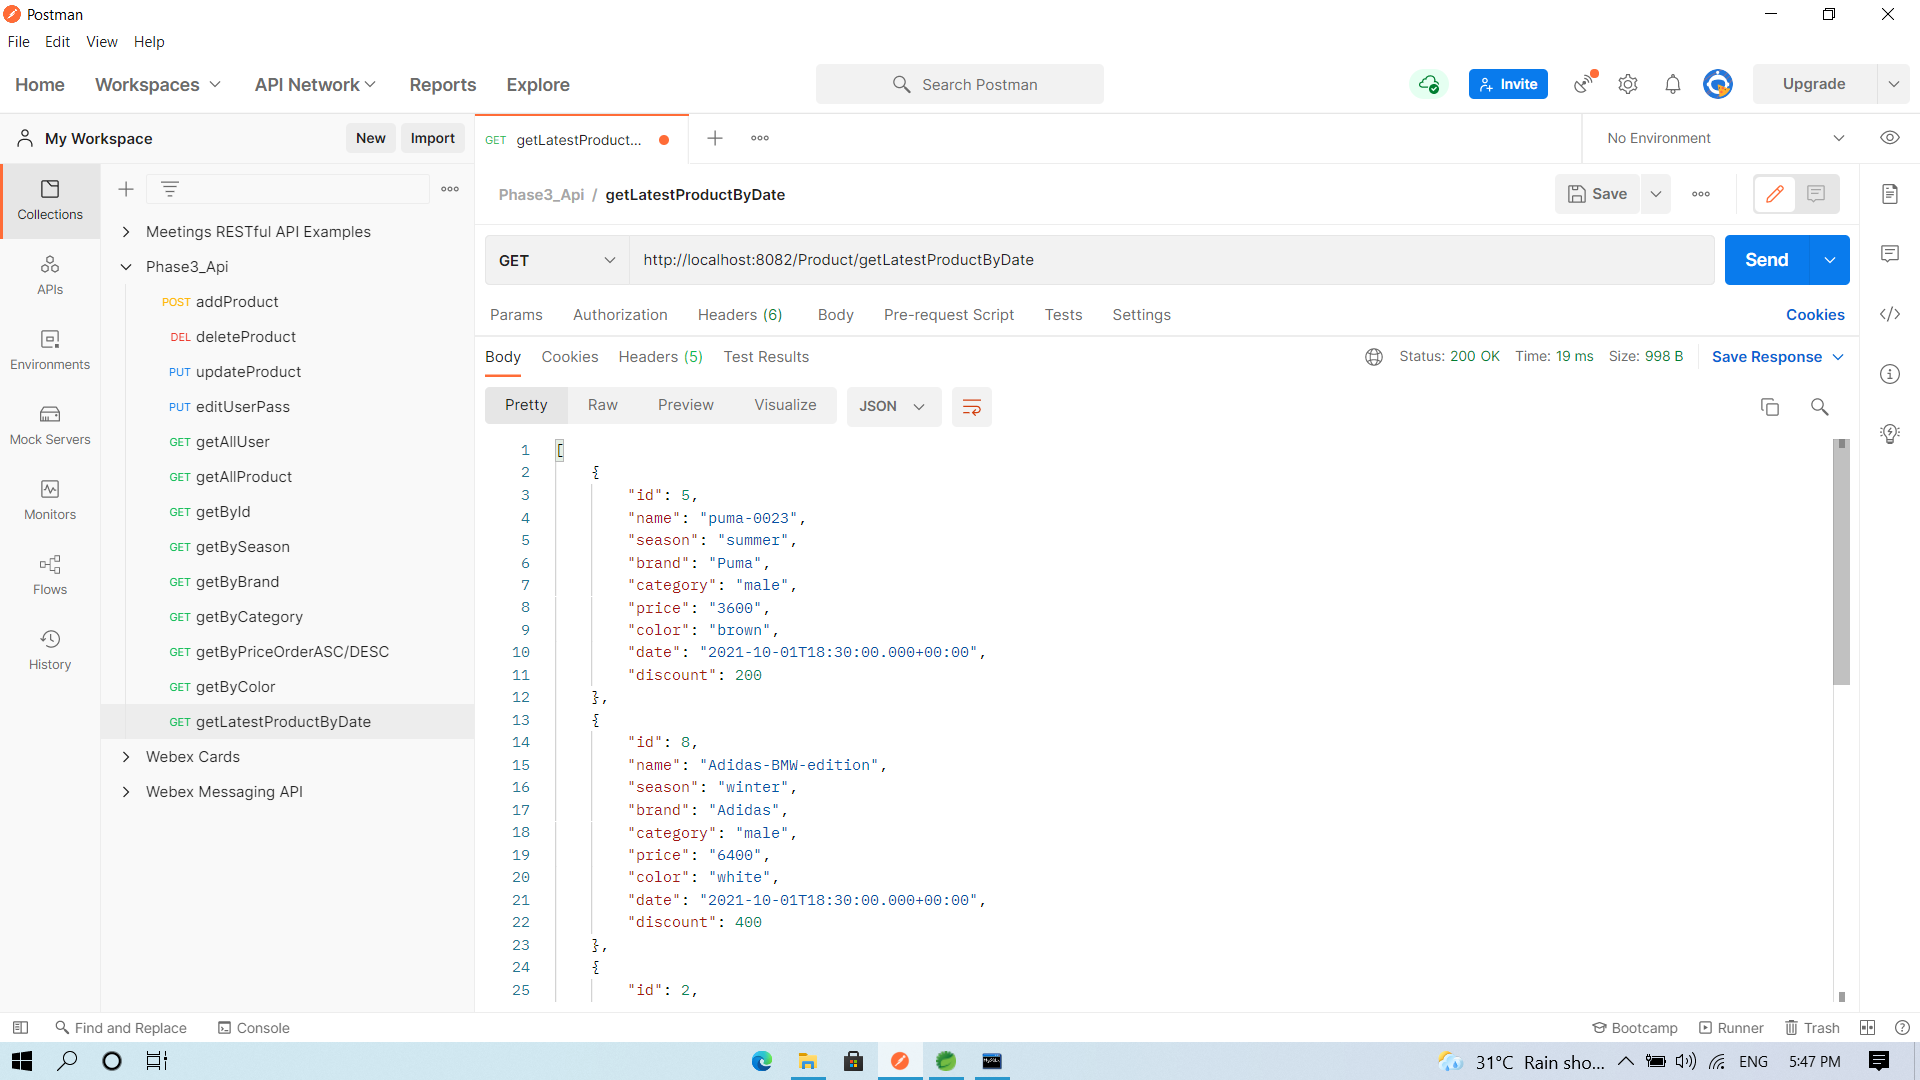 Postman
File Edit View Help
Home Workspaces API Network Reports Explore Search Postman Invite Upgrade
My Workspace New Import GET getLatestProduct... No Environment
Phase3_Api / getLatestProductByDate Save
Collections
APIs
Environments
Mock Servers
Monitors
Flows
History
Meetings RESTful API Examples
Phase3_Api
POST addProduct
DEL deleteProduct
PUT updateProduct
PUT editUserPass
GET getAllUser
GET getAllProduct
GET getById
GET getBySeason
GET getByBrand
GET getByCategory
GET getByPriceOrderASC/DESC
GET getByColor
GET getLatestProductByDate
Webex Cards
Webex Messaging API
GET http://localhost:8082/Product/getLatestProductByDate Send
Params Authorization Headers (6) Body Pre-request Script Tests Settings Cookies
Body Cookies Headers (5) Test Results Status: 200 OK Time: 19 ms Size: 998 B Save Response
Pretty Raw Preview Visualize JSON
1 [
2 {
3 "id": 5,
4 "name": "puma-0023",
5 "season": "summer",
6 "brand": "Puma",
7 "category": "male",
8 "price": "3600",
9 "color": "brown",
10 "date": "2021-10-01T18:30:00.000+00:00",
11 "discount": 200
12 },
13 {
14 "id": 8,
15 "name": "Adidas-BMW-edition",
16 "season": "winter",
17 "brand": "Adidas",
18 "category": "male",
19 "price": "6400",
20 "color": "white",
21 "date": "2021-10-01T18:30:00.000+00:00",
22 "discount": 400
23 },
24 {
25 "id": 2,
Find and Replace Console Bootcamp Runner Trash
31°C Rain sho... ENG 5:47 PM